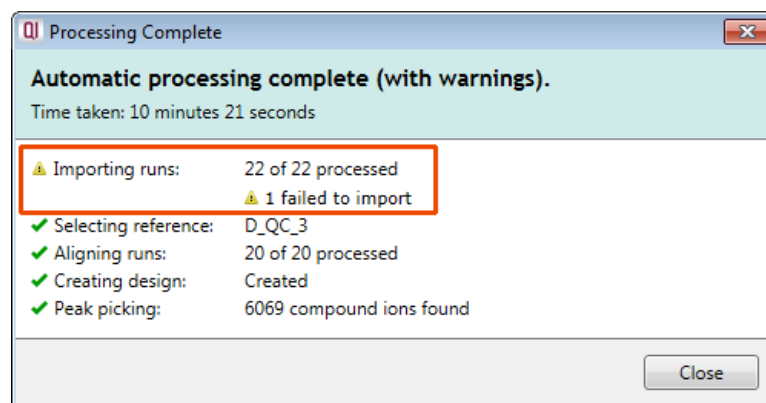 QI Processing Complete
Automatic processing complete (with warnings).
Time taken: 10 minutes 21 seconds
Importing runs: 22 of 22 processed
1 failed to import
Selecting reference: D_QC_3
Aligning runs: 20 of 20 processed
Creating design: Created
Peak picking: 6069 compound ions found
Close